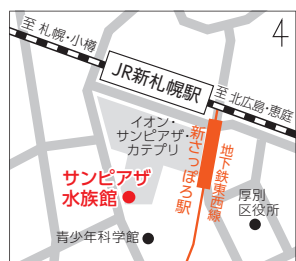 4
至 札幌・小樽
JR新札幌駅
至 北広島・恵庭
イオン・
サンピアザ・
カテプリ
新さっぽろ駅
地下鉄東西線
サンピアザ
水族館
厚別
区役所
青少年科学館